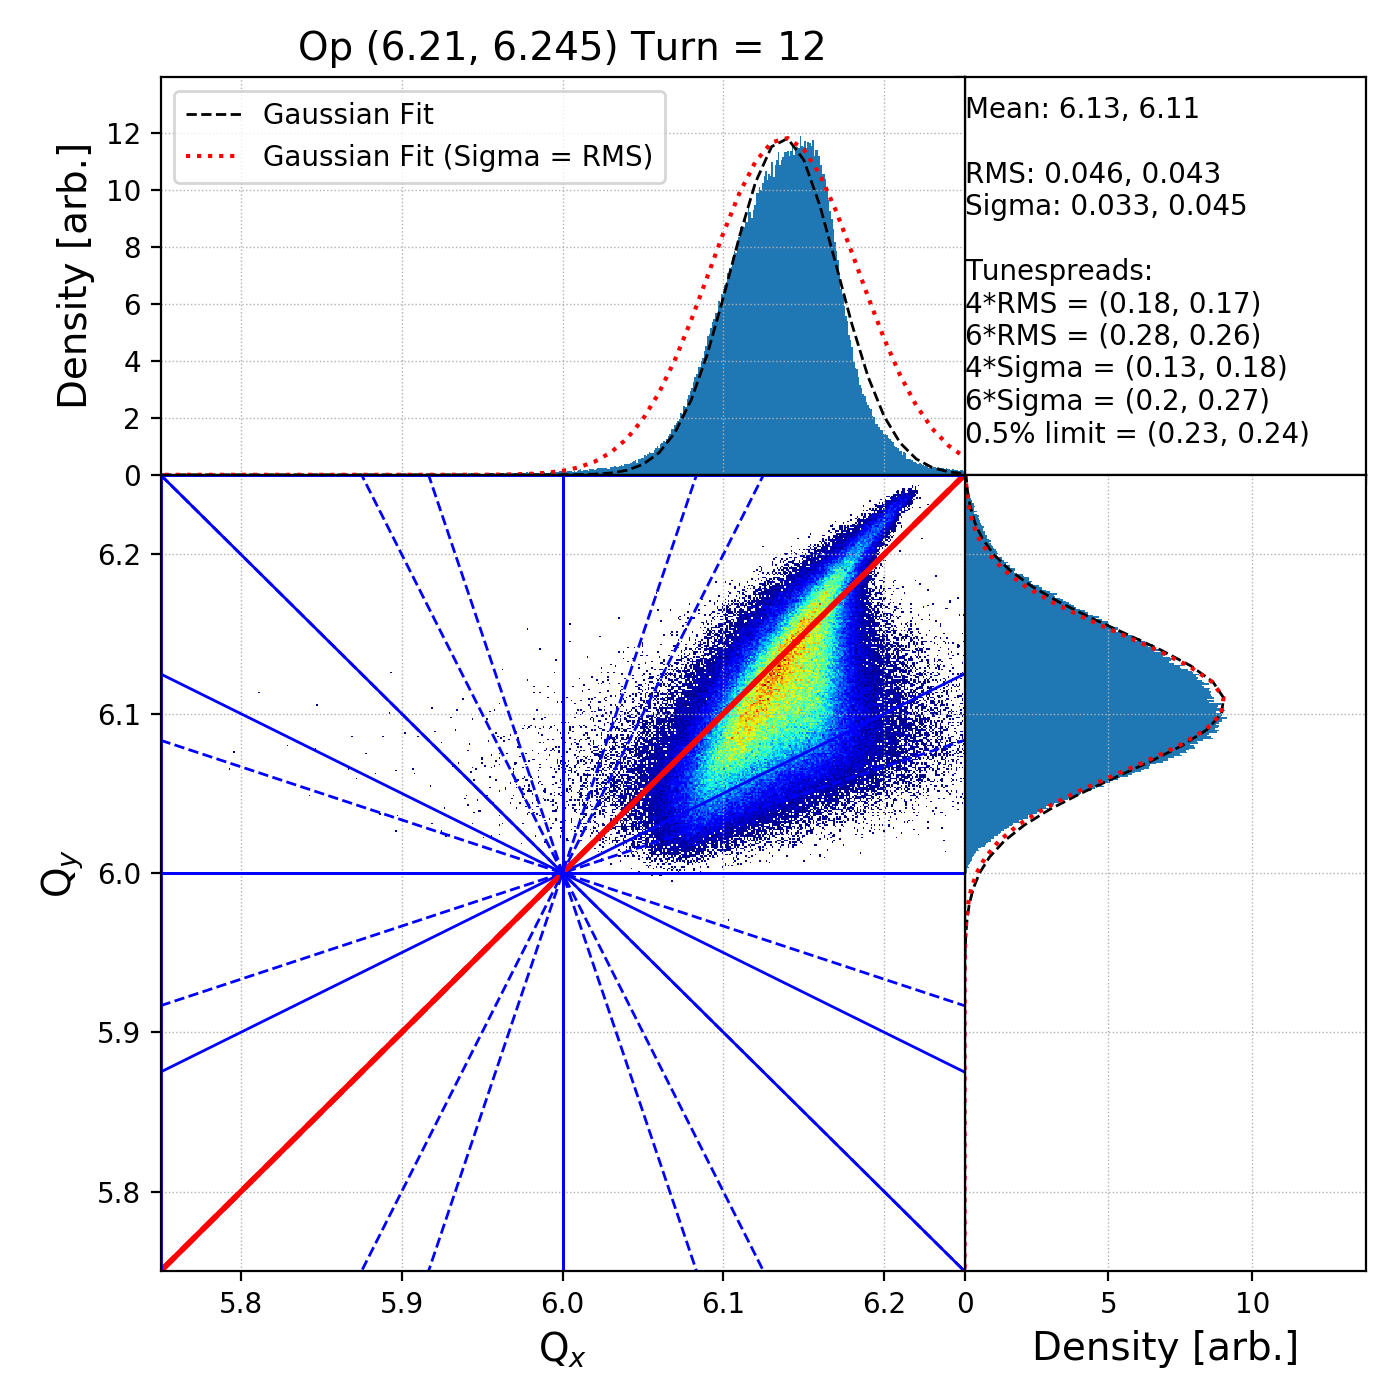 Op (6.21, 6.245) Turn = 12
Gaussian Fit
Gaussian Fit (Sigma = RMS)
Density [arb.]
12
10
8
6
4
2
0
Mean: 6.13, 6.11
RMS: 0.046, 0.043
Sigma: 0.033, 0.045
Tunespreads:
4*RMS = (0.18, 0.17)
6*RMS = (0.28, 0.26)
4*Sigma = (0.13, 0.18)
6*Sigma = (0.2, 0.27)
0.5% limit = (0.23, 0.24)
Qy
6.2
6.1
6.0
5.9
5.8
5.8 5.9 6.0 6.1 6.2 0 5 10
Qx
Density [arb.]